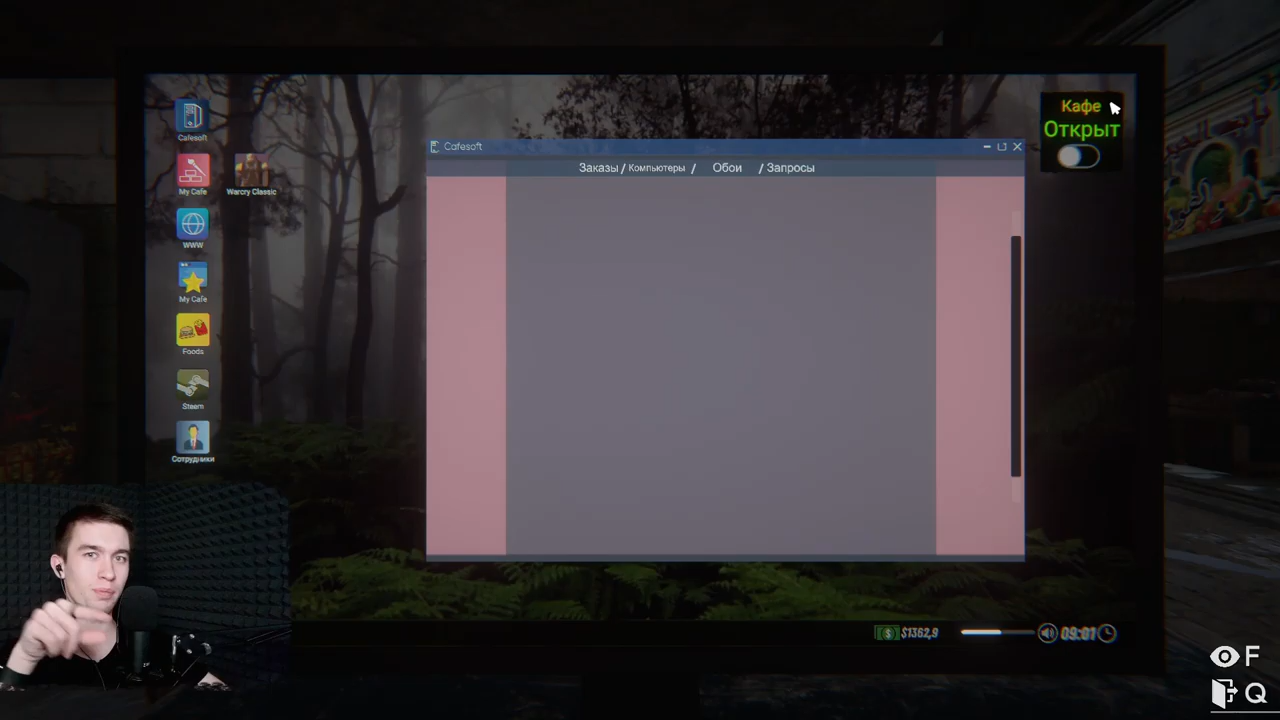 Cafesoft
My Cafe
Warcry Classic
WWW
My Cafe
Foods
Steam
Сотрудники
Cafesoft
Заказы / Компьютеры / Обои / Запросы
Кафе
Открыт
$1362,9
09:01
F
Q